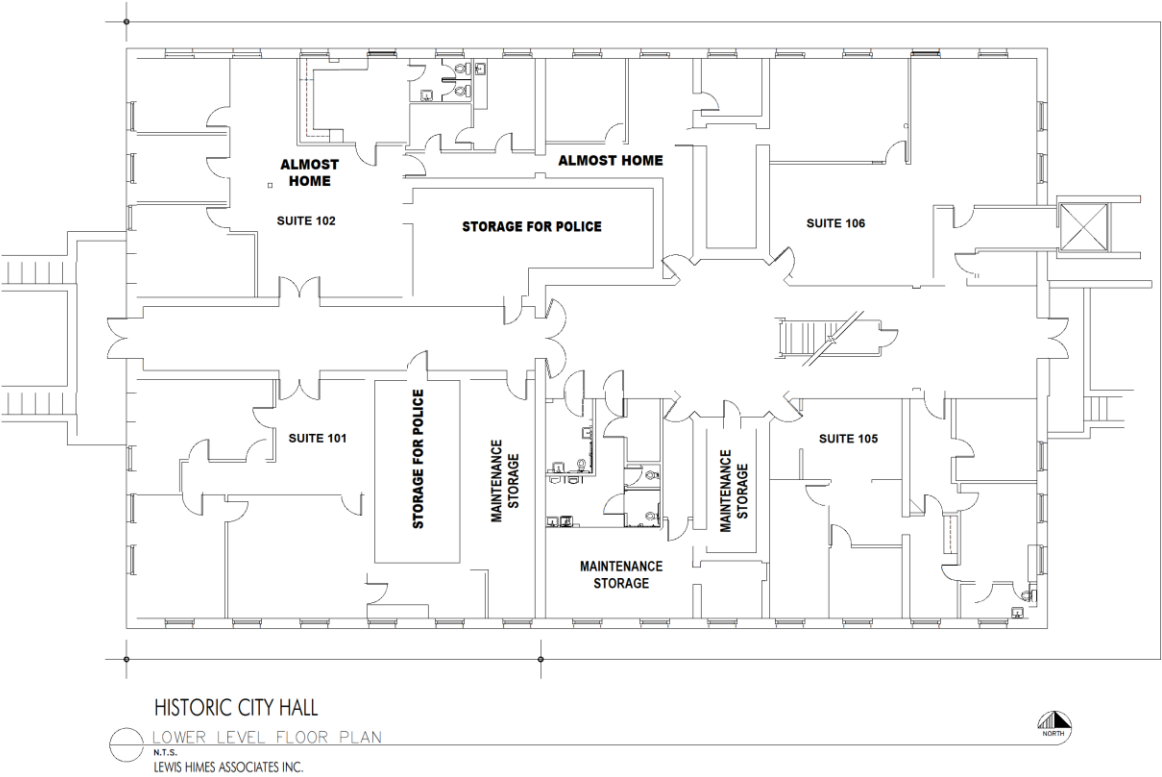 ALMOST
HOME
SUITE 102
ALMOST HOME
STORAGE FOR POLICE
SUITE 106
SUITE 101
STORAGE FOR POLICE
MAINTENANCE
STORAGE
MAINTENANCE
STORAGE
MAINTENANCE
STORAGE
SUITE 105
HISTORIC CITY HALL
LOWER LEVEL FLOOR PLAN
N.T.S.
LEWIS HIMES ASSOCIATES INC.
NORTH